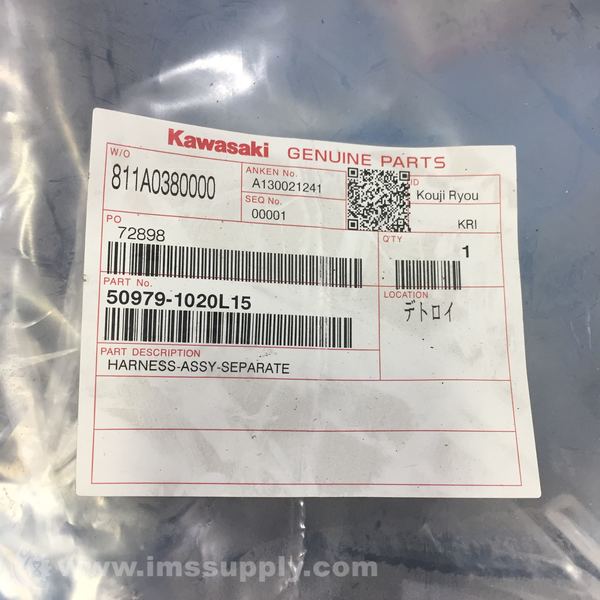 Kawasaki GENUINE PARTS
W/O
811A0380000
ANKEN No.
A130021241
SEQ No.
00001
Kouji Ryou
KRI
PO
72898
Q'TY
1
PART No.
50979-1020L15
LOCATION
デトロイ
PART DESCRIPTION
HARNESS-ASSY-SEPARATE
© www.imssupply.com